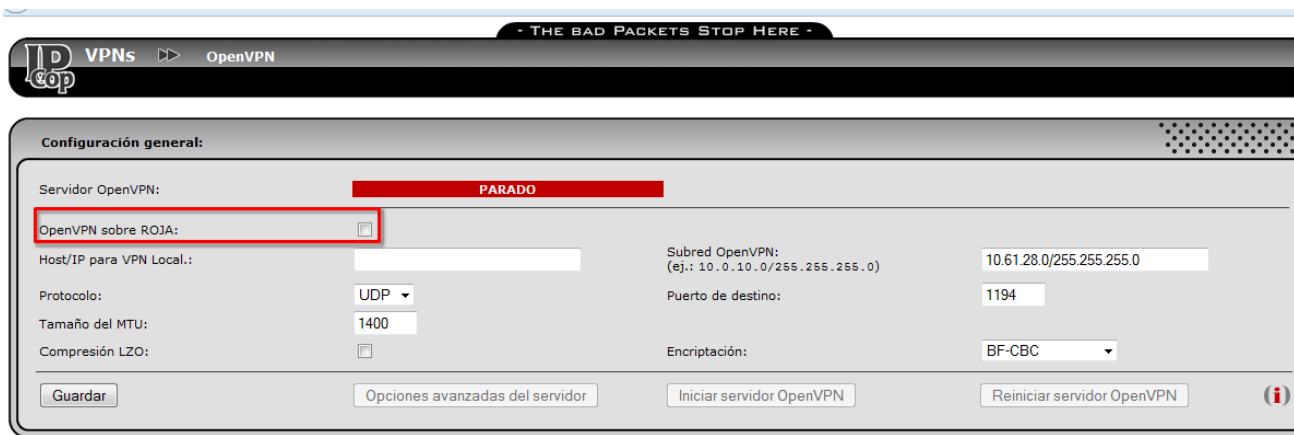 - THE BAD PACKETS STOP HERE -
IPCop VPNs OpenVPN
Configuración general:
Servidor OpenVPN: PARADO
OpenVPN sobre ROJA:
Host/IP para VPN Local.: Subred OpenVPN: 10.61.28.0/255.255.255.0
(ej.: 10.0.10.0/255.255.255.0)
Protocolo: UDP Puerto de destino: 1194
Tamaño del MTU: 1400
Compresión LZO: Encriptación: BF-CBC
Guardar Opciones avanzadas del servidor Iniciar servidor OpenVPN Reiniciar servidor OpenVPN (i)